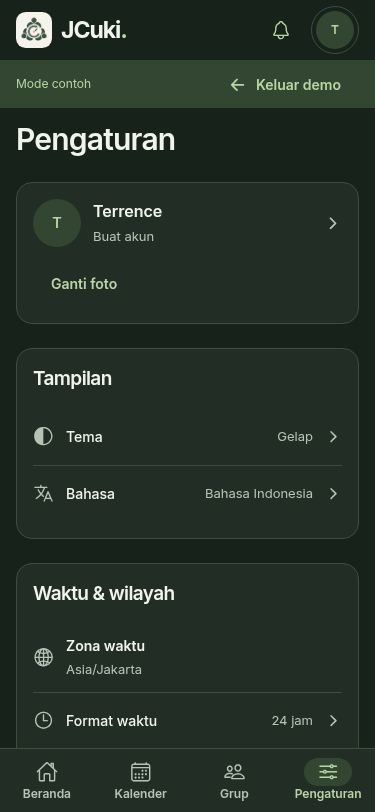 JCuki.
T
Mode contoh
Keluar demo
Pengaturan
T
Terrence
Buat akun
Ganti foto
Tampilan
Tema
Gelap
Bahasa
Bahasa Indonesia
Waktu & wilayah
Zona waktu
Asia/Jakarta
Format waktu
24 jam
Beranda
Kalender
Grup
Pengaturan